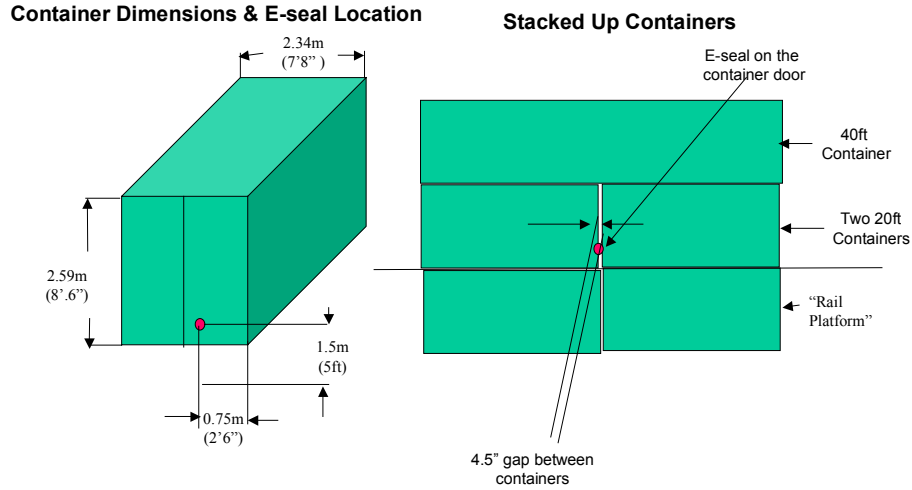 Container Dimensions & E-seal Location
2.34m
(7’8” )
2.59m
(8’.6”)
1.5m
(5ft)
0.75m
(2’6”)
Stacked Up Containers
E-seal on the
container door
40ft
Container
Two 20ft
Containers
“Rail
Platform”
4.5” gap between
containers